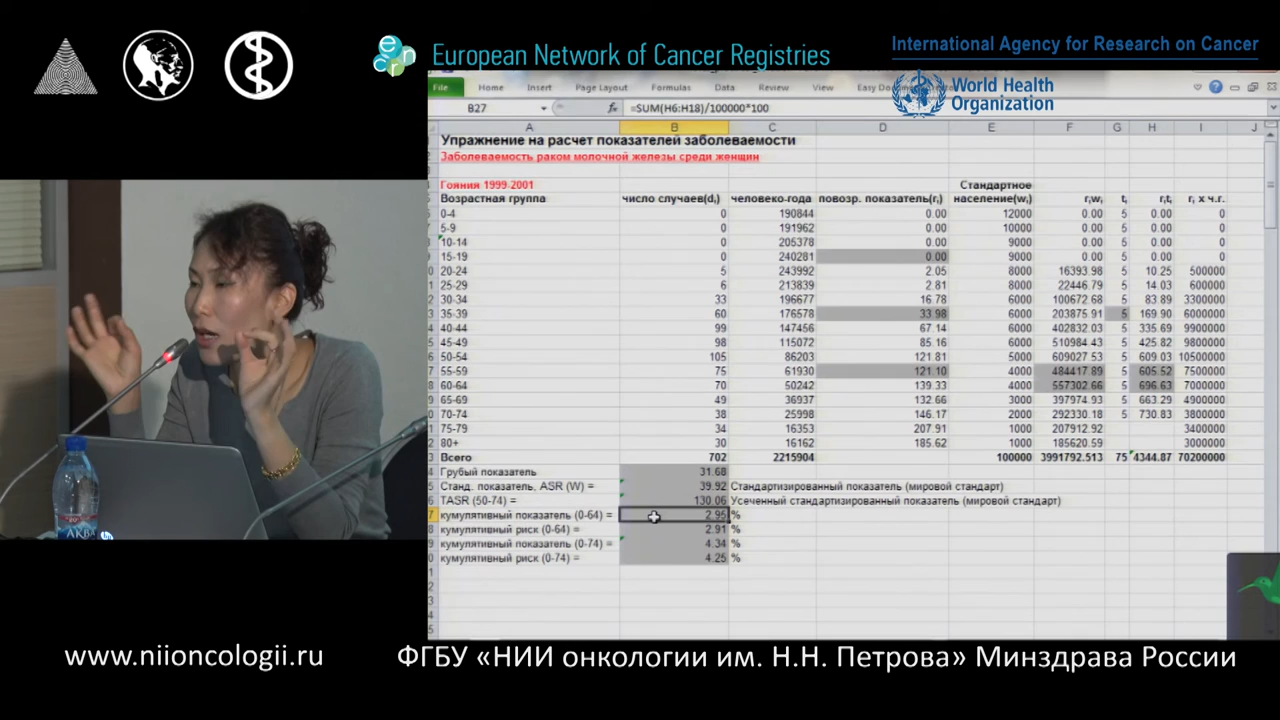 European Network of Cancer Registries
International Agency for Research on Cancer
World Health
Organization
File Home Insert Page Layout Formulas Data Review View Easy Docum
B27 fx =SUM(H6:H18)/100000*100
A B C D E F G H I J
Упражнение на расчет показателей заболеваемости
Заболеваемость раком молочной железы среди женщин
Гояния 1999-2001 Стандартное
Возрастная группа число случаев(di) человеко-года повозр. показатель(ri) население(wi) riwi ti riti ri х ч.г.
0-4 0 190844 0.00 12000 0.00 5 0.00 0
5-9 0 191962 0.00 10000 0.00 5 0.00 0
10-14 0 205378 0.00 9000 0.00 5 0.00 0
15-19 0 240281 0.00 9000 0.00 5 0.00 0
20-24 5 243992 2.05 8000 16393.98 5 10.25 500000
25-29 6 213839 2.81 8000 22446.79 5 14.03 600000
30-34 33 196677 16.78 6000 100672.68 5 83.89 3300000
35-39 60 176578 33.98 6000 203875.91 5 169.90 6000000
40-44 99 147456 67.14 6000 402832.03 5 335.69 9900000
45-49 98 115072 85.16 6000 510984.43 5 425.82 9800000
50-54 105 86203 121.81 5000 609027.53 5 609.03 10500000
55-59 75 61930 121.10 4000 484417.89 5 605.52 7500000
60-64 70 50242 139.33 4000 557302.66 5 696.63 7000000
65-69 49 36937 132.66 3000 397974.93 5 663.29 4900000
70-74 38 25998 146.17 2000 292330.18 5 730.83 3800000
75-79 34 16353 207.91 1000 207912.92 3400000
80+ 30 16162 185.62 1000 185620.59 3000000
Всего 702 2215904 100000 3991792.513 75 4344.87 70200000
Грубый показатель 31.68
Станд. показатель, ASR (W) = 39.92 Стандартизированный показатель (мировой стандарт)
TASR (50-74) = 130.06 Усеченный стандартизированный показатель (мировой стандарт)
кумулятивный показатель (0-64) = 2.95 %
кумулятивный риск (0-64) = 2.91 %
кумулятивный показатель (0-74) = 4.34 %
кумулятивный риск (0-74) = 4.25 %
АКВА
www.niioncologii.ru ФГБУ «НИИ онкологии им. Н.Н. Петрова» Минздрава России